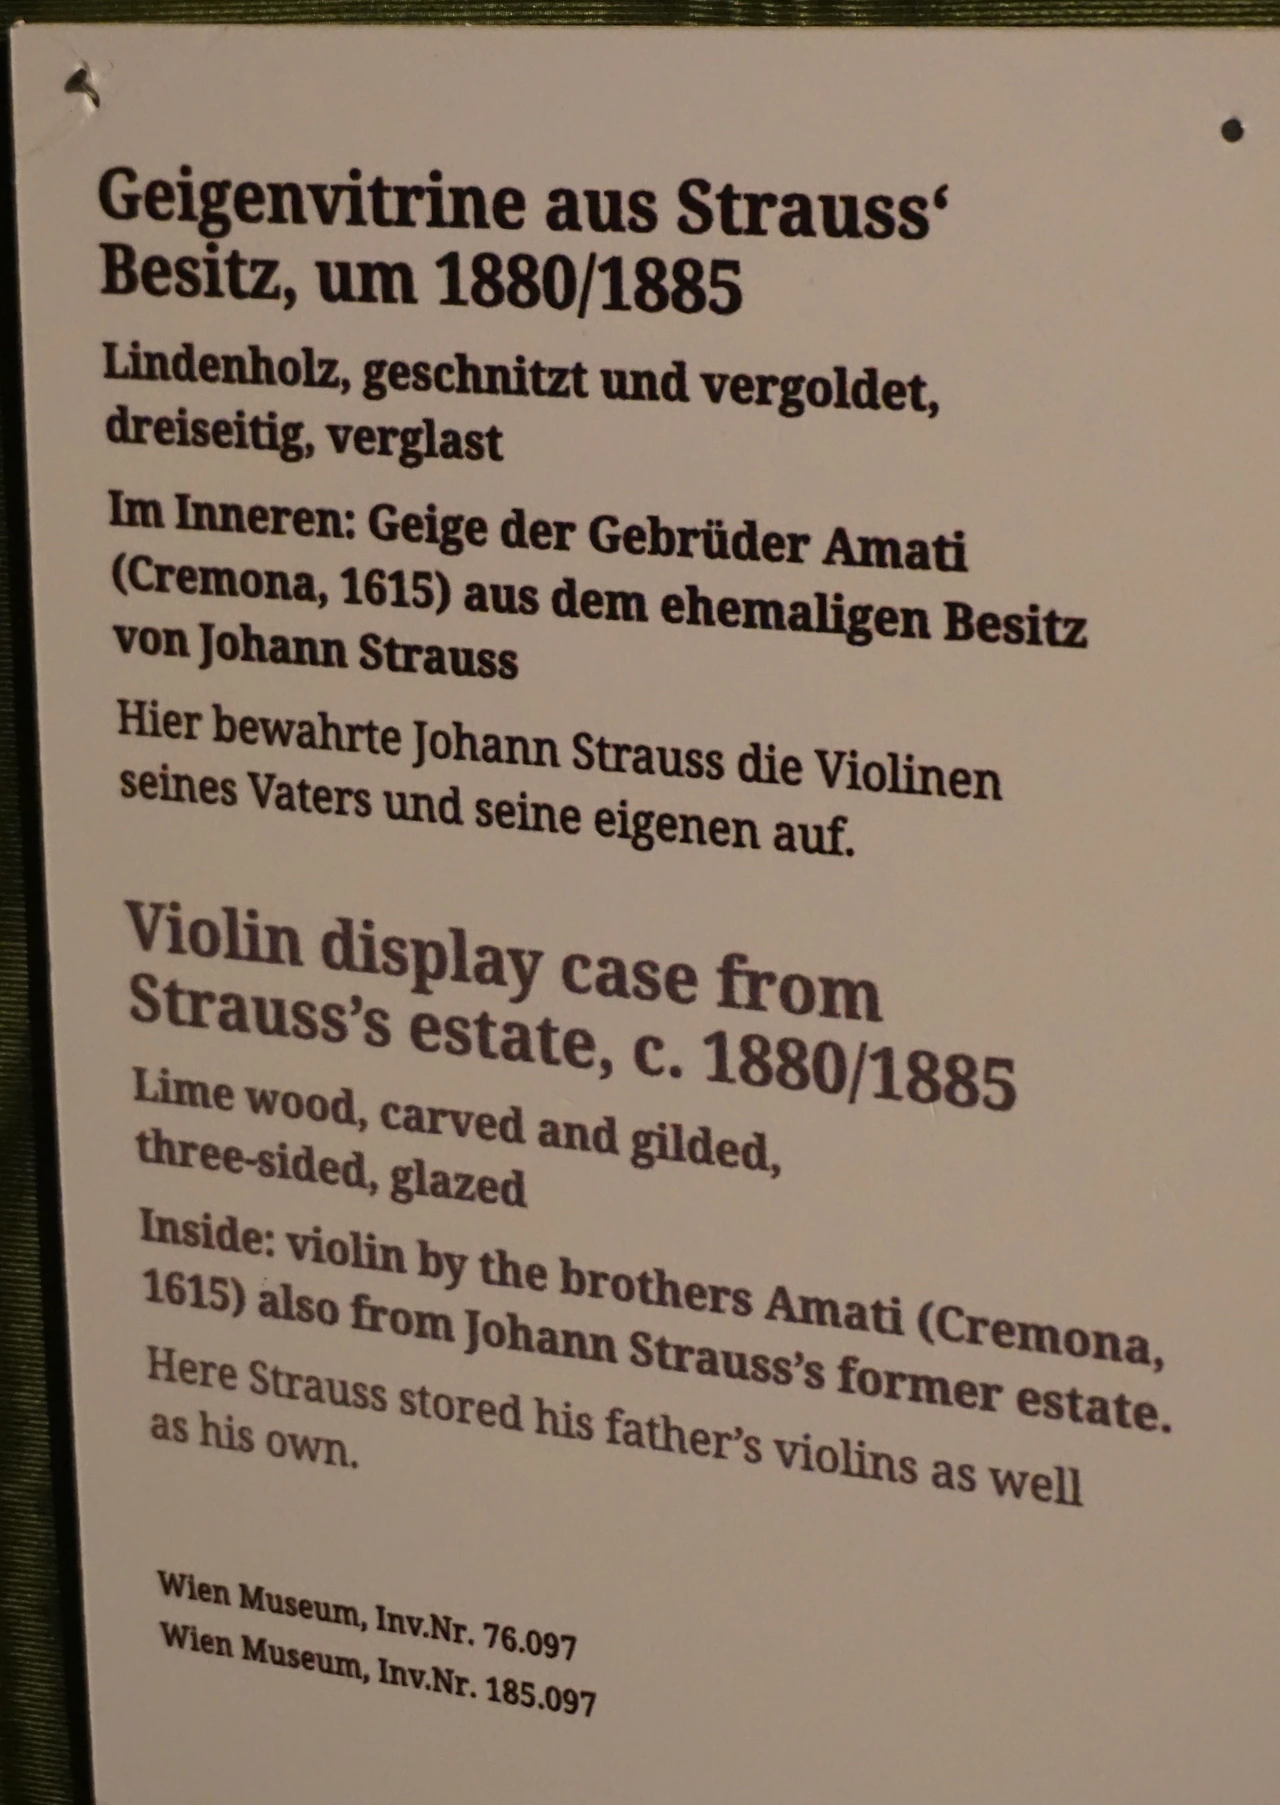 Geigenvitrine aus Strauss‘
Besitz, um 1880/1885
Lindenholz, geschnitzt und vergoldet,
dreiseitig, verglast
Im Inneren: Geige der Gebrüder Amati
(Cremona, 1615) aus dem ehemaligen Besitz
von Johann Strauss
Hier bewahrte Johann Strauss die Violinen
seines Vaters und seine eigenen auf.
Violin display case from
Strauss’s estate, c. 1880/1885
Lime wood, carved and gilded,
three-sided, glazed
Inside: violin by the brothers Amati (Cremona,
1615) also from Johann Strauss’s former estate.
Here Strauss stored his father’s violins as well
as his own.
Wien Museum, Inv.Nr. 76.097
Wien Museum, Inv.Nr. 185.097